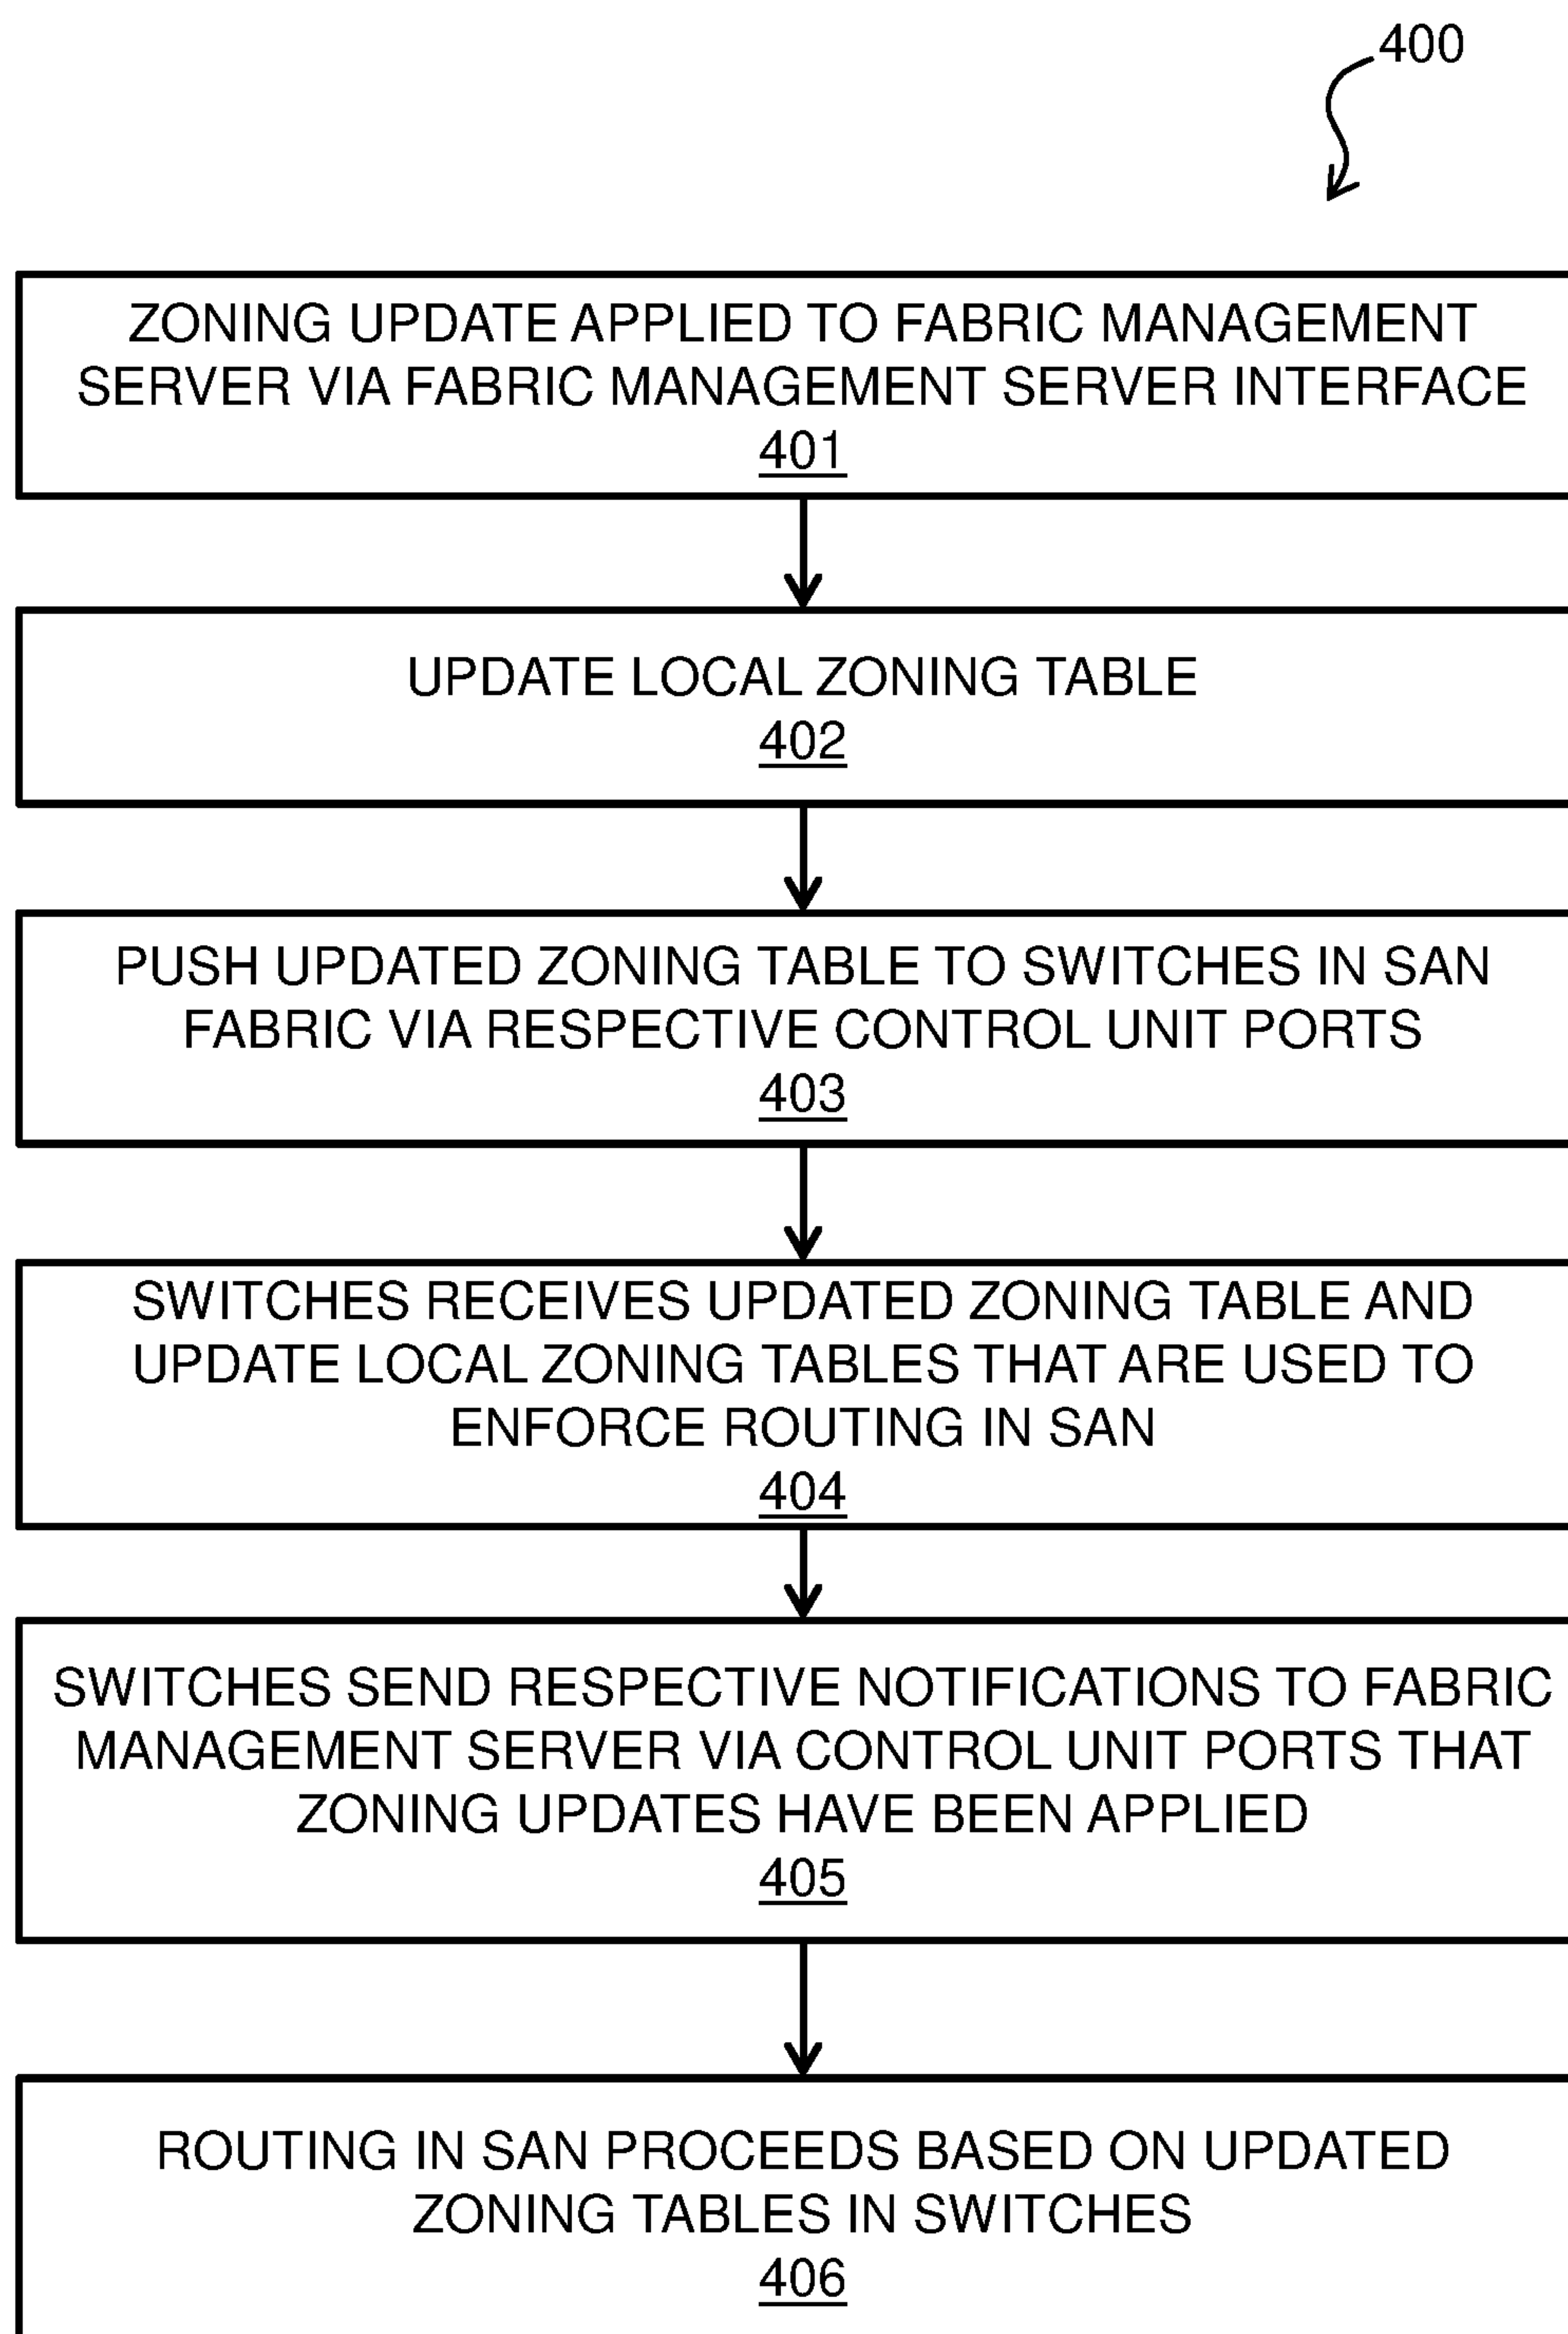 400
ZONING UPDATE APPLIED TO FABRIC MANAGEMENT
SERVER VIA FABRIC MANAGEMENT SERVER INTERFACE
401
UPDATE LOCAL ZONING TABLE
402
PUSH UPDATED ZONING TABLE TO SWITCHES IN SAN
FABRIC VIA RESPECTIVE CONTROL UNIT PORTS
403
SWITCHES RECEIVES UPDATED ZONING TABLE AND
UPDATE LOCAL ZONING TABLES THAT ARE USED TO
ENFORCE ROUTING IN SAN
404
SWITCHES SEND RESPECTIVE NOTIFICATIONS TO FABRIC
MANAGEMENT SERVER VIA CONTROL UNIT PORTS THAT
ZONING UPDATES HAVE BEEN APPLIED
405
ROUTING IN SAN PROCEEDS BASED ON UPDATED
ZONING TABLES IN SWITCHES
406